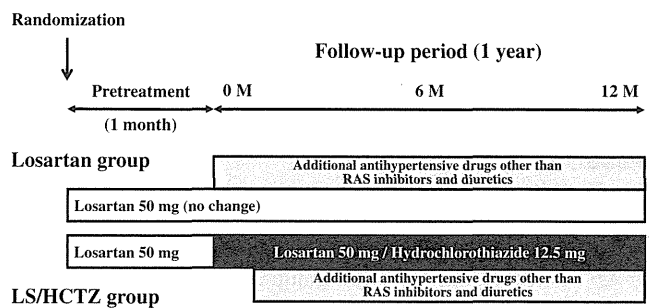 Randomization
Follow-up period (1 year)
Pretreatment
0 M
6 M
12 M
(1 month)
Losartan group
Additional antihypertensive drugs other than
RAS inhibitors and diuretics
Losartan 50 mg (no change)
Losartan 50 mg
Losartan 50 mg / Hydrochlorothiazide 12.5 mg
Additional antihypertensive drugs other than
RAS inhibitors and diuretics
LS/HCTZ group